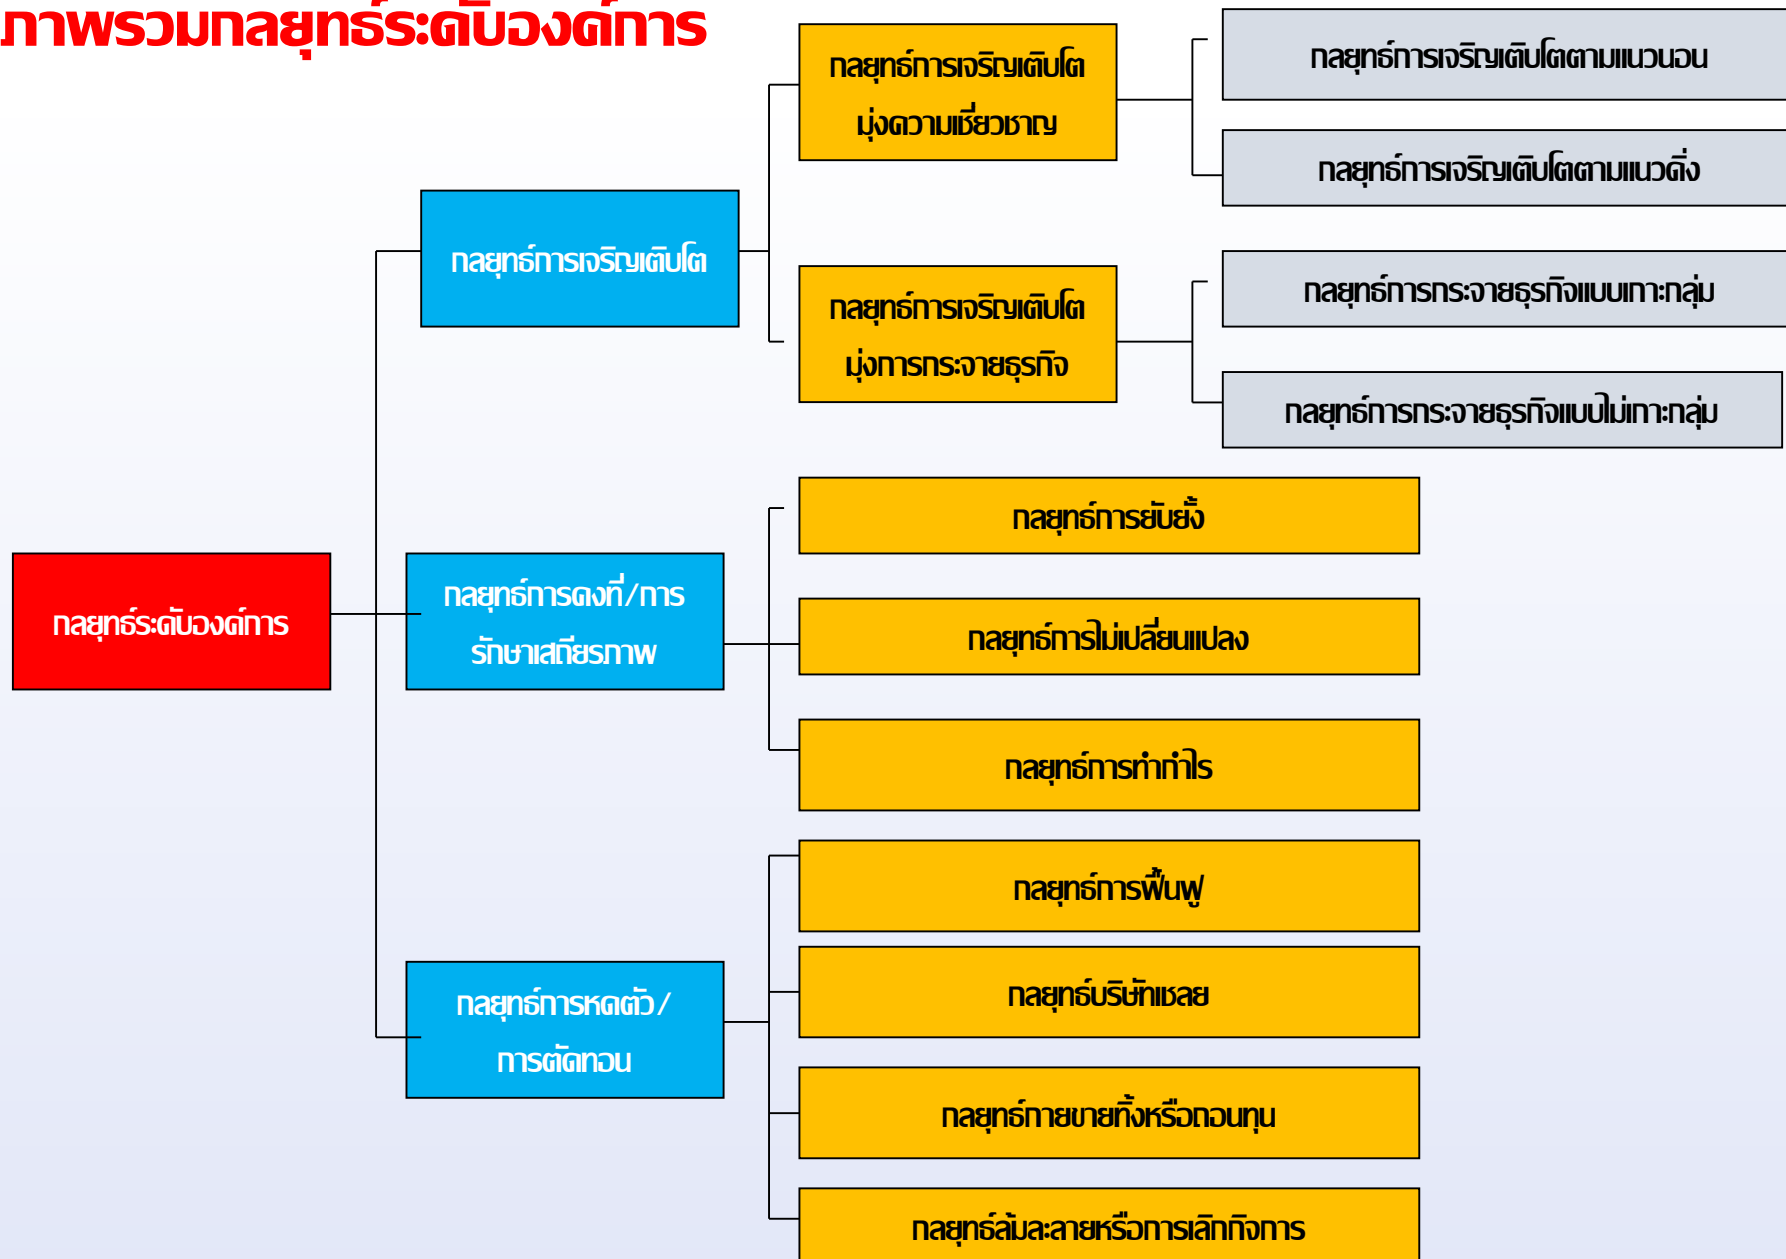 ภาพรวมกลยุทธ์ระดับองค์การ
กลยุทธ์ระดับองค์การ
กลยุทธ์การเจริญเติบโต
กลยุทธ์การเจริญเติบโต
มุ่งความเชี่ยวชาญ
กลยุทธ์การเจริญเติบโตตามแนวนอน
กลยุทธ์การเจริญเติบโตตามแนวดิ่ง
กลยุทธ์การเจริญเติบโต
มุ่งการกระจายธุรกิจ
กลยุทธ์การกระจายธุรกิจแบบเกาะกลุ่ม
กลยุทธ์การกระจายธุรกิจแบบไม่เกาะกลุ่ม
กลยุทธ์การคงที่/การ
รักษาเสถียรภาพ
กลยุทธ์การยับยั้ง
กลยุทธ์การไม่เปลี่ยนแปลง
กลยุทธ์การทำกำไร
กลยุทธ์การหดตัว/
การตัดทอน
กลยุทธ์การฟื้นฟู
กลยุทธ์บริษัทเชลย
กลยุทธ์กายขายทิ้งหรือถอนทุน
กลยุทธ์ล้มละลายหรือการเลิกกิจการ